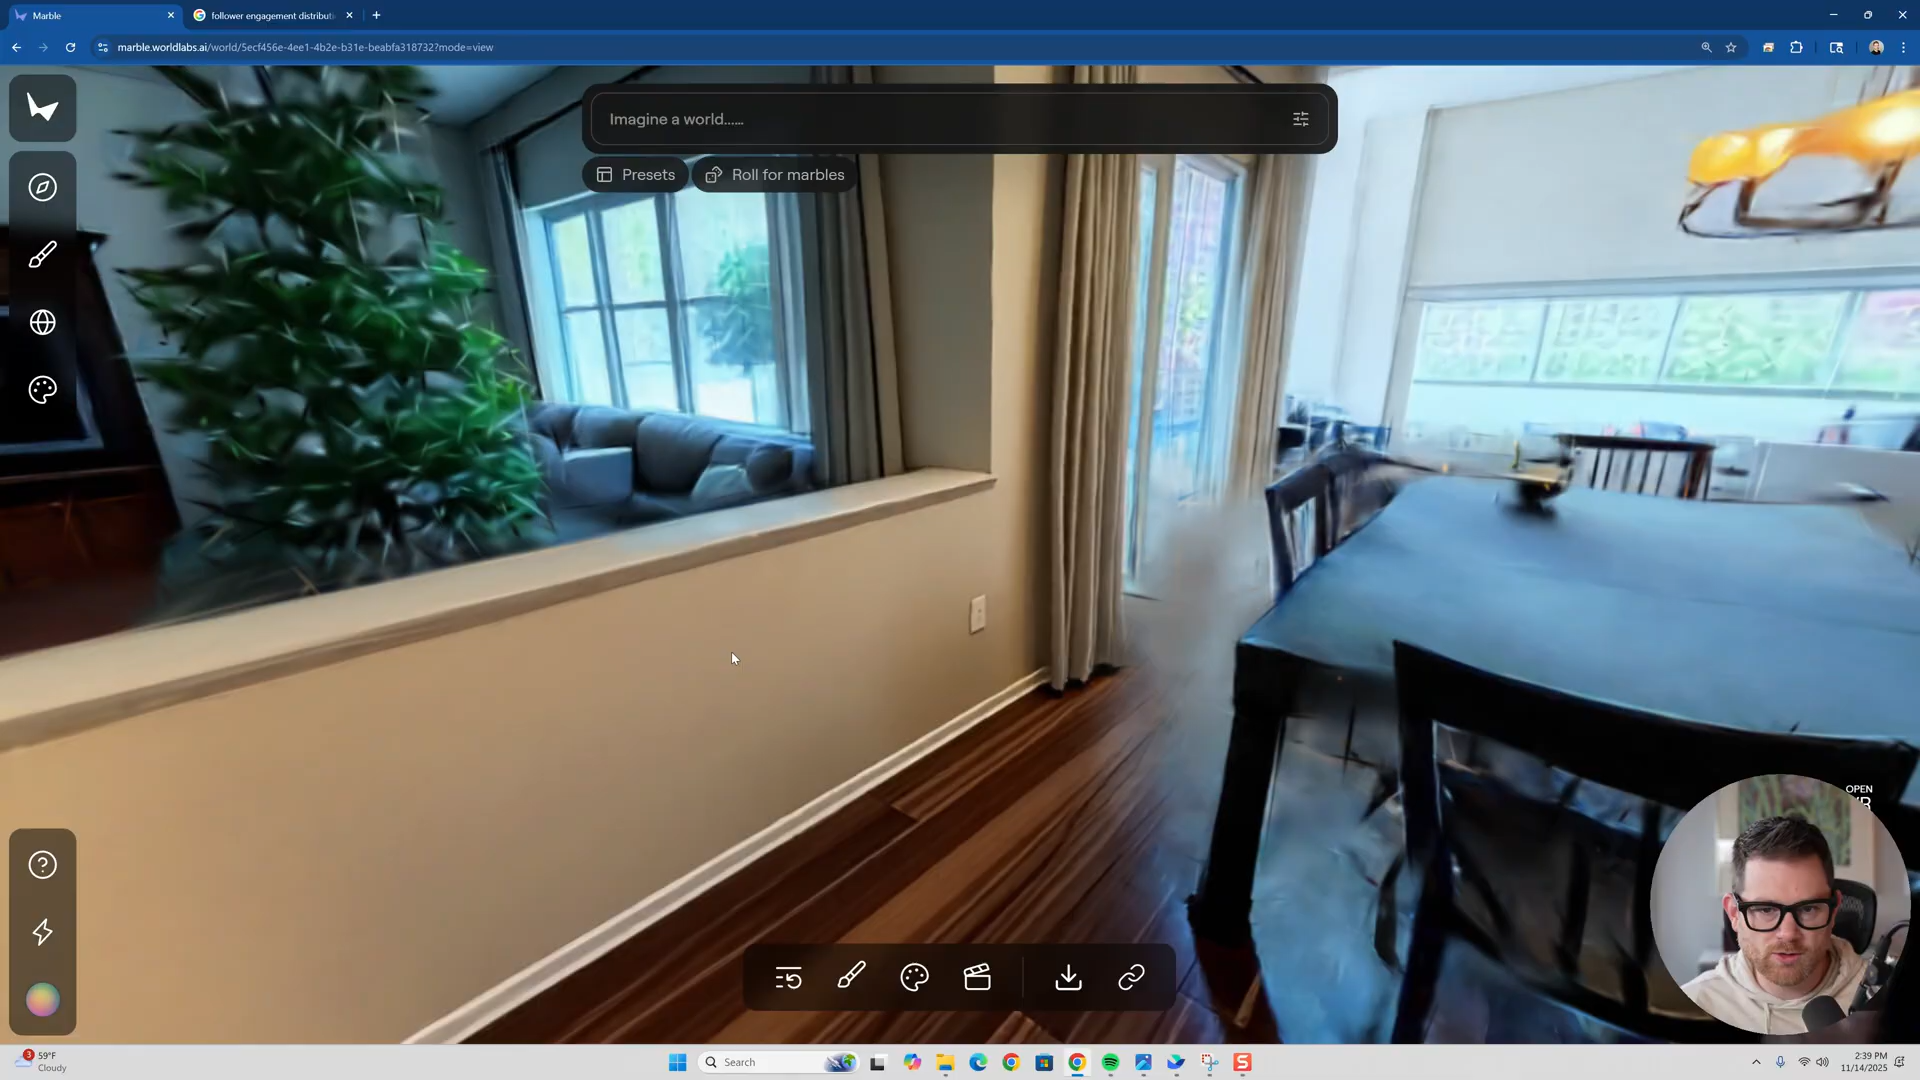 Marble
follower engagement distributi
marble.worldlabs.ai/world/5ecf456e-4ee1-4b2e-b31e-beabfa318732?mode=view
Imagine a world......
Presets
Roll for marbles
OPEN
3
59°F
Cloudy
Search
2:39 PM
11/14/2025